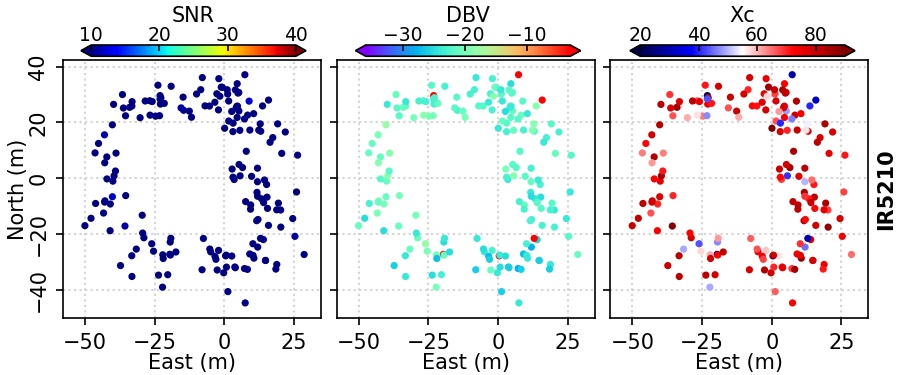 SNR DBV Xc
10 20 30 40 −30 −20 −10 20 40 60 80
40
20
0
−20
−40
North (m)
IR5210
−50 −25 0 25 −50 −25 0 25 −50 −25 0 25
East (m) East (m) East (m)